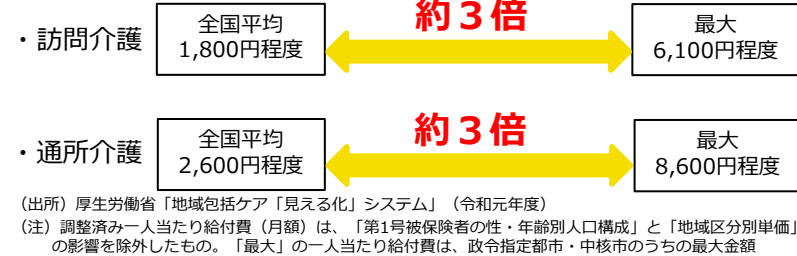 ・訪問介護
全国平均
1,800円程度
約３倍
最大
6,100円程度
・通所介護
全国平均
2,600円程度
約３倍
最大
8,600円程度
（出所）厚生労働省「地域包括ケア「見える化」システム」（令和元年度）
（注）調整済み一人当たり給付費（月額）は、「第1号被保険者の性・年齢別人口構成」と「地域区分別単価」
の影響を除外したもの。「最大」の一人当たり給付費は、政令指定都市・中核市のうちの最大金額